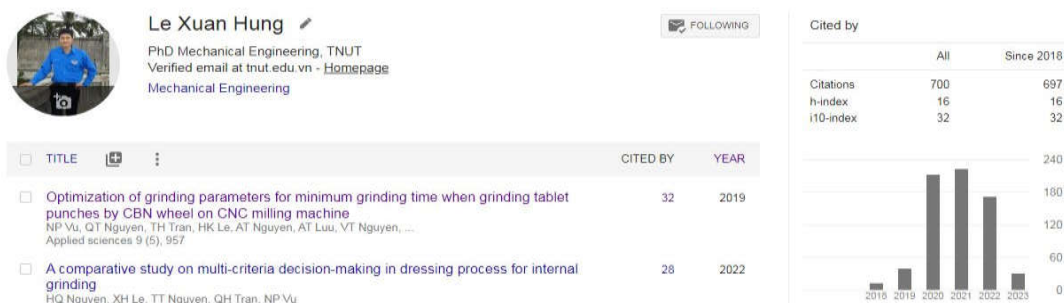 Le Xuan Hung
FOLLOWING
PhD Mechanical Engineering, TNUT
Verified email at tnut.edu.vn - Homepage
Mechanical Engineering
TITLE CITED BY YEAR
Optimization of grinding parameters for minimum grinding time when grinding tablet 32 2019
punches by CBN wheel on CNC milling machine
NP Vu, QT Nguyen, TH Tran, HK Le, AT Nguyen, AT Luu, VT Nguyen, ...
Applied sciences 9 (5), 957
A comparative study on multi-criteria decision-making in dressing process for internal 28 2022
grinding
HQ Nguyen, XH Le, TT Nguyen, QH Tran, NP Vu
Cited by
All Since 2018
Citations 700 697
h-index 16 16
i10-index 32 32
240
180
120
60
0
2018 2019 2020 2021 2022 2023